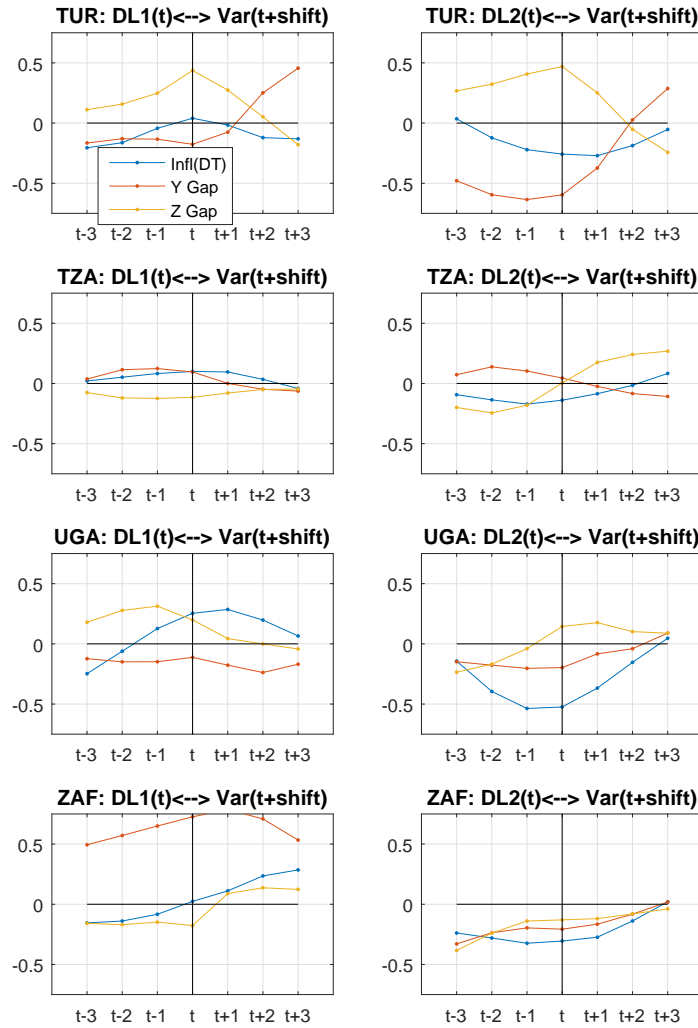 TUR: DL1(t)<--> Var(t+shift)
0.5
0
-0.5
Infl(DT)
Y Gap
Z Gap
t-3 t-2 t-1 t t+1 t+2 t+3
TUR: DL2(t)<--> Var(t+shift)
0.5
0
-0.5
t-3 t-2 t-1 t t+1 t+2 t+3
TZA: DL1(t)<--> Var(t+shift)
0.5
0
-0.5
t-3 t-2 t-1 t t+1 t+2 t+3
TZA: DL2(t)<--> Var(t+shift)
0.5
0
-0.5
t-3 t-2 t-1 t t+1 t+2 t+3
UGA: DL1(t)<--> Var(t+shift)
0.5
0
-0.5
t-3 t-2 t-1 t t+1 t+2 t+3
UGA: DL2(t)<--> Var(t+shift)
0.5
0
-0.5
t-3 t-2 t-1 t t+1 t+2 t+3
ZAF: DL1(t)<--> Var(t+shift)
0.5
0
-0.5
t-3 t-2 t-1 t t+1 t+2 t+3
ZAF: DL2(t)<--> Var(t+shift)
0.5
0
-0.5
t-3 t-2 t-1 t t+1 t+2 t+3